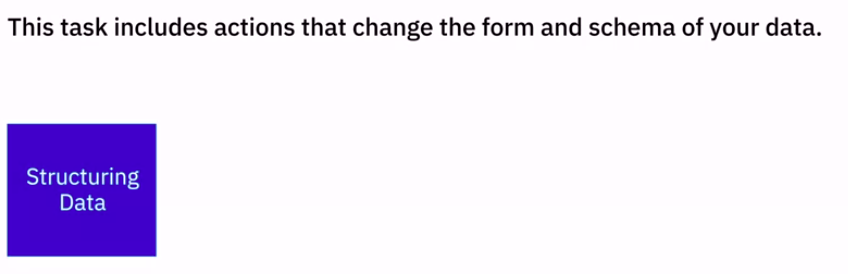 This task includes actions that change the form and schema of your data.
Structuring
Data